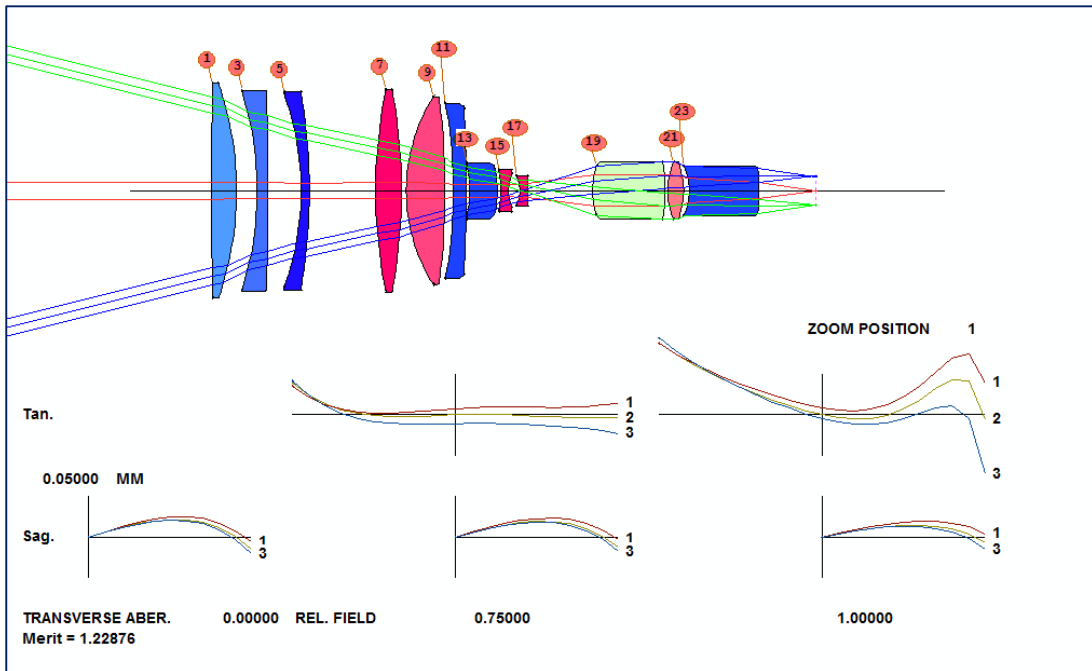 11
1 3 5 7 9 23
13 15 17 19 21
ZOOM POSITION 1
1
Tan. 1 2
2
3
3
0.05000 MM
Sag. 1 3 1 3 1 3
TRANSVERSE ABER. 0.00000 REL. FIELD 0.75000 1.00000
Merit = 1.22876